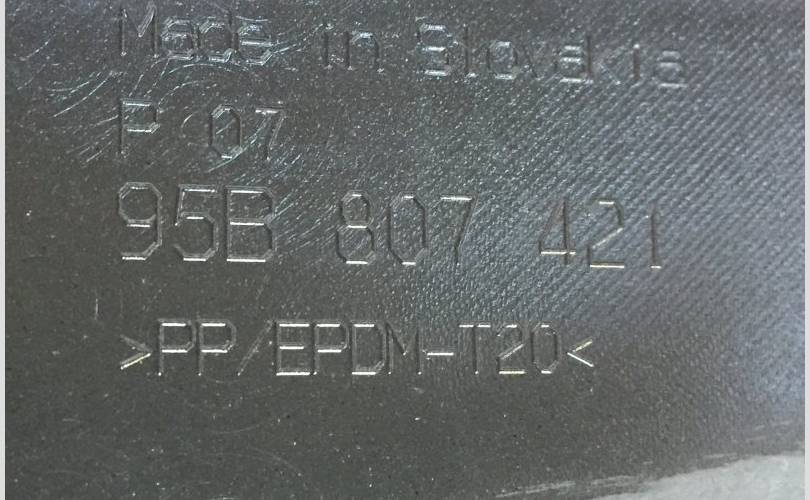 Made in Slovakia
P 07
95B 807 421
>PP/EPDM-T20<